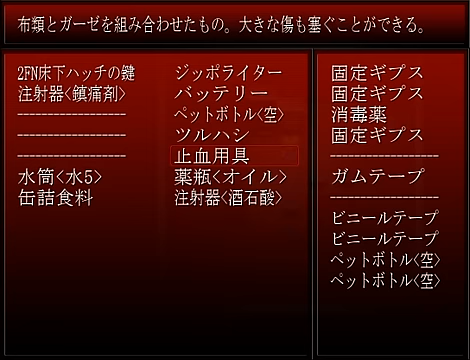 布類とガーゼを組み合わせたもの。大きな傷も塞ぐことができる。
2FN床下ハッチの鍵
注射器<鎮痛剤>
------------------
------------------
------------------
水筒<水5>
缶詰食料
ジッポライター
バッテリー
ペットボトル<空>
ツルハシ
止血用具
薬瓶<オイル>
注射器<酒石酸>
固定ギプス
固定ギプス
消毒薬
固定ギプス
------------------
ガムテープ
------------------
ビニールテープ
ビニールテープ
ペットボトル<空>
ペットボトル<空>